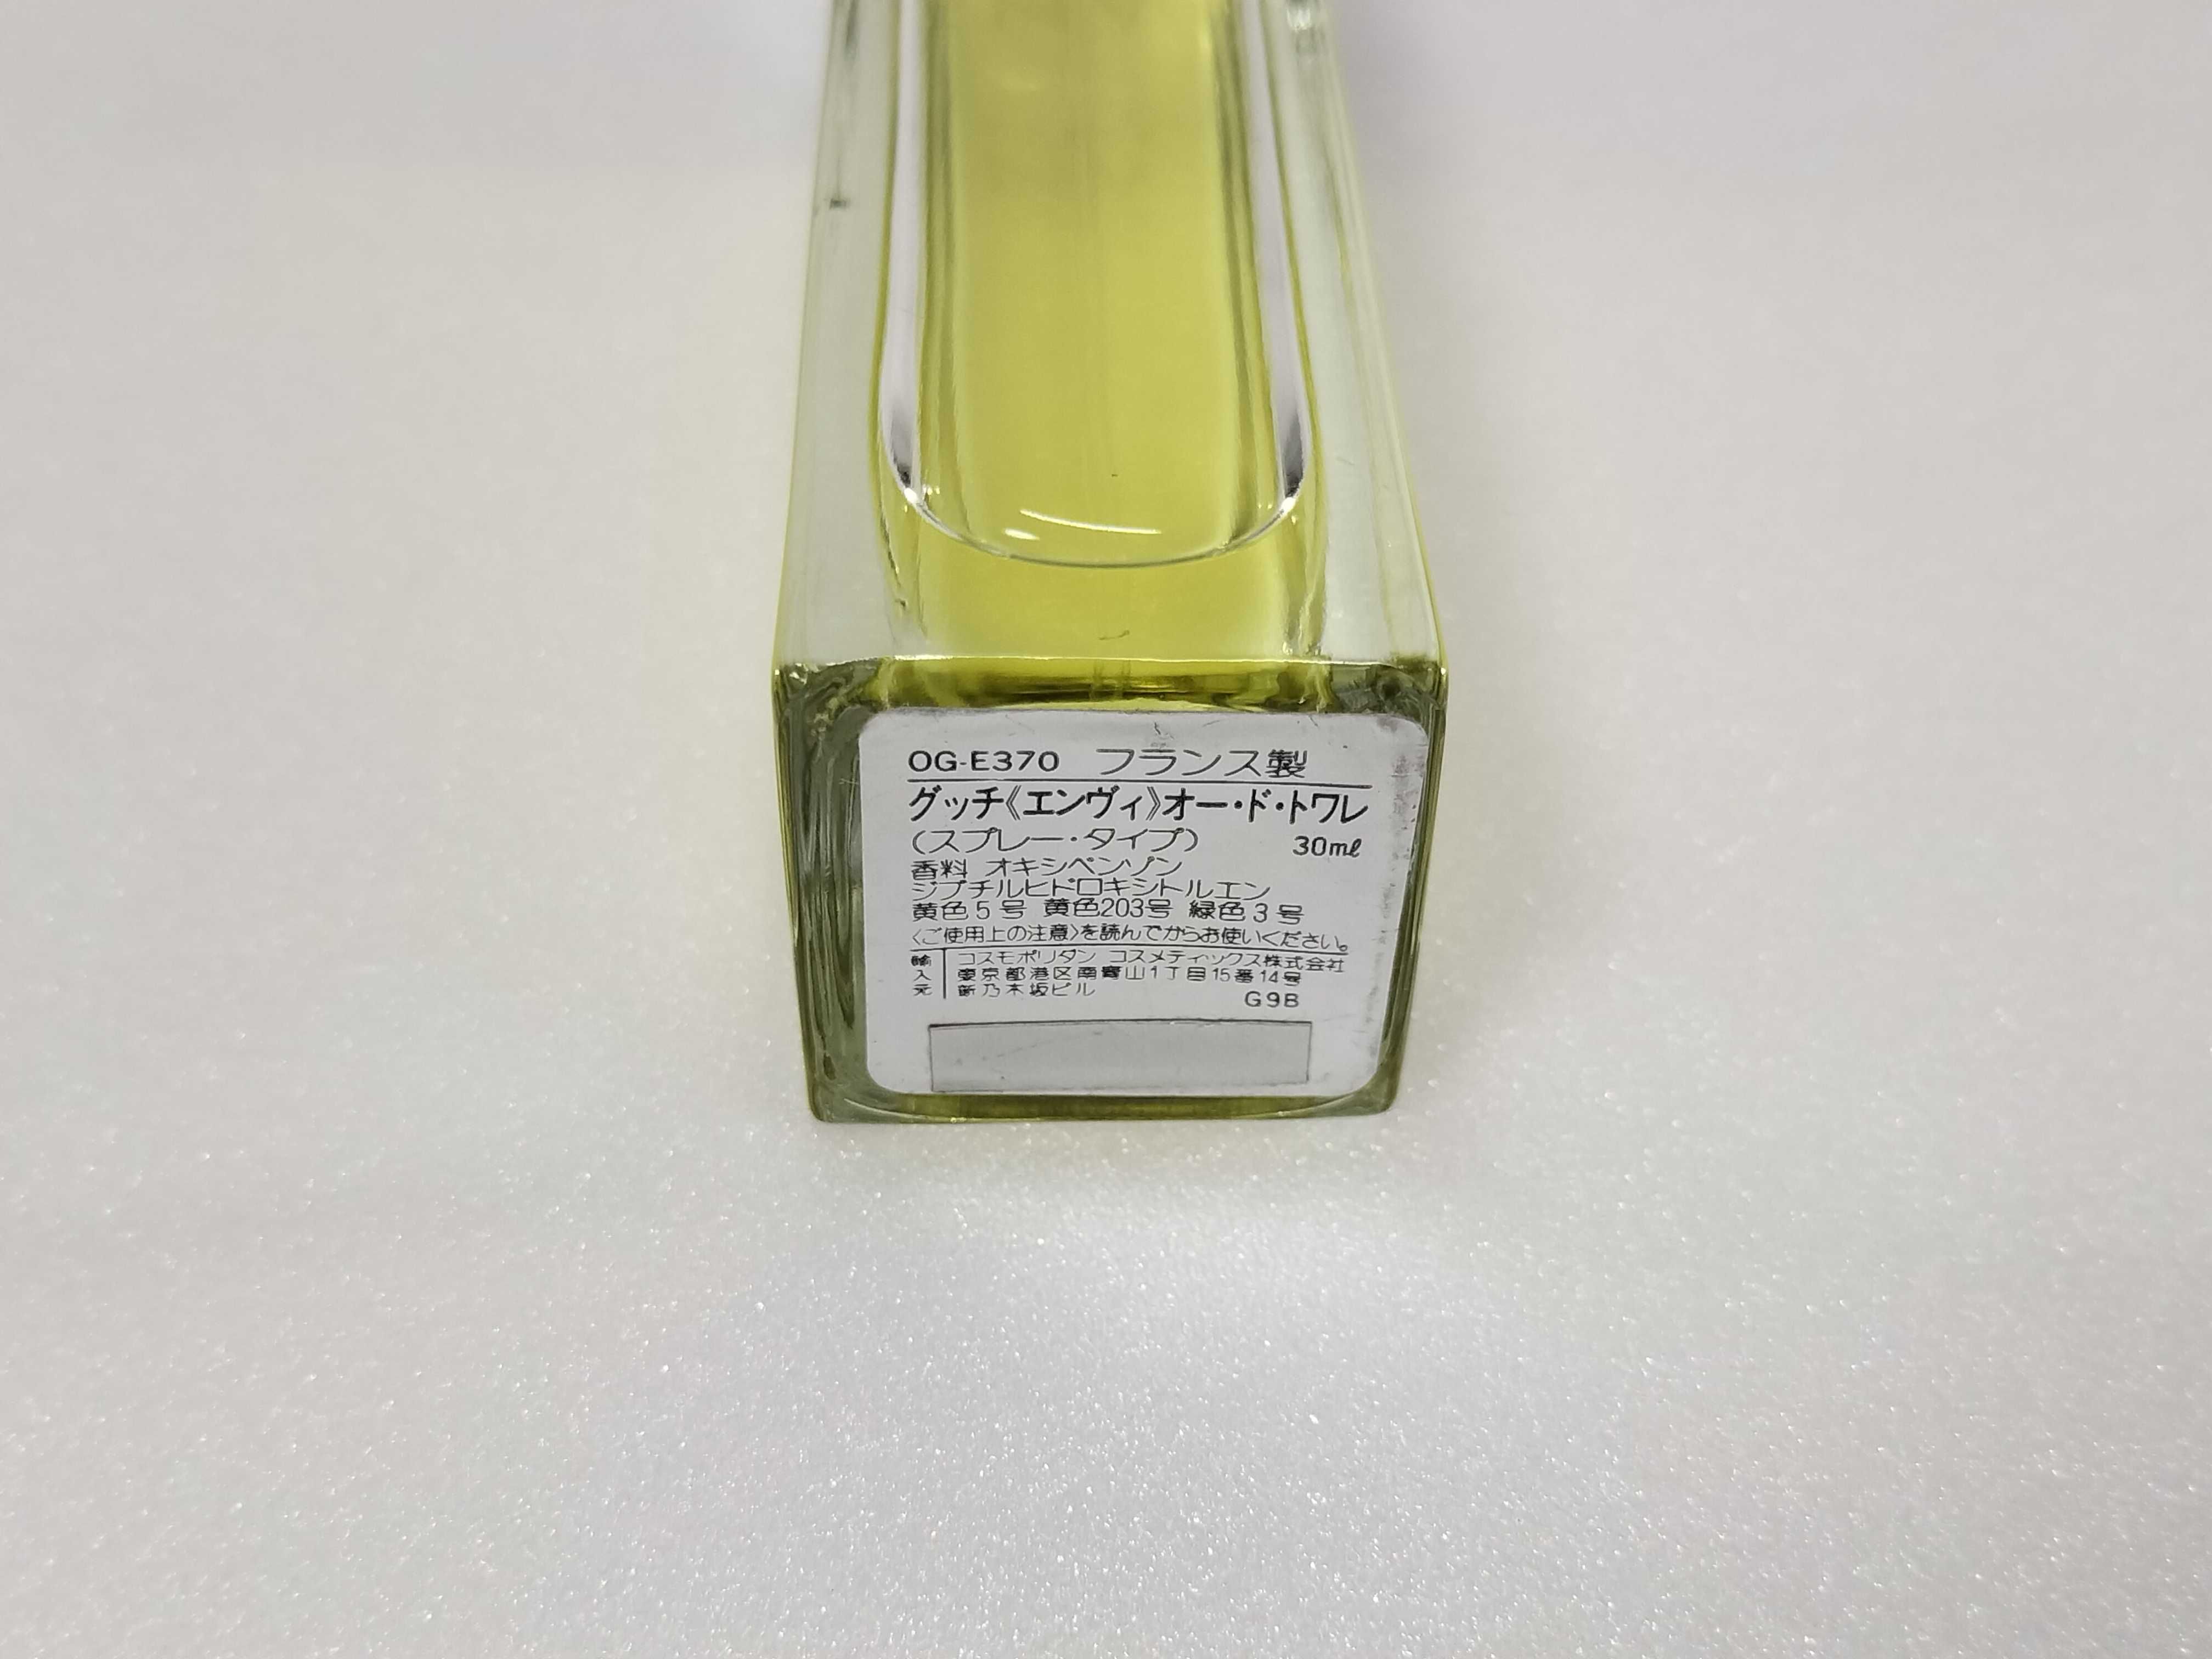 OG-E370 フランス製
グッチ《エンヴィ》オー・ド・トワレ
(スプレー・タイプ) 30mℓ
香料 オキシベンゾン
ジブチルヒドロキシトルエン
黄色5号 黄色203号 緑色3号
〈ご使用上の注意〉を読んでからお使いください。
輸入元 コスモポリタン コスメティックス株式会社
東京都港区南青山1丁目15番14号
新乃木坂ビル G9B